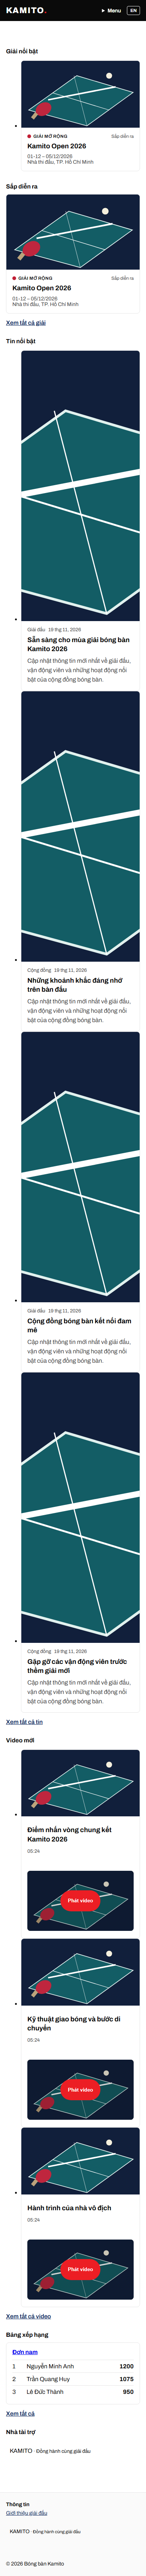 KAMITO.
Menu
EN
Giải nổi bật
GIẢI MỞ RỘNG
Sắp diễn ra
Kamito Open 2026
01–12 – 05/12/2026
Nhà thi đấu, TP. Hồ Chí Minh
Sắp diễn ra
GIẢI MỞ RỘNG
Sắp diễn ra
Kamito Open 2026
01–12 – 05/12/2026
Nhà thi đấu, TP. Hồ Chí Minh
Xem tất cả giải
Tin nổi bật
Giải đấu 19 thg 11, 2026
Sẵn sàng cho mùa giải bóng bàn
Kamito 2026
Cập nhật thông tin mới nhất về giải đấu,
vận động viên và những khoảnh khắc đáng nhớ
của cộng đồng bóng bàn.
Cộng đồng 19 thg 11, 2026
Những khoảnh khắc đáng nhớ
trên bàn đấu
Cập nhật thông tin mới nhất về giải đấu,
vận động viên và những hoạt động nổi
bật của cộng đồng bóng bàn.
Giải đấu 19 thg 11, 2026
Cộng đồng bóng bàn kết nối đam
mê
Cập nhật thông tin mới nhất về giải đấu,
vận động viên và những hoạt động nổi
bật của cộng đồng bóng bàn.
Cộng đồng 19 thg 11, 2026
Gặp gỡ các vận động viên trước
thềm giải mới
Cập nhật thông tin mới nhất về giải đấu,
vận động viên và những hoạt động nổi
bật của cộng đồng bóng bàn.
Xem tất cả tin
Video mới
Điểm nhấn vòng chung kết
Kamito 2026
05:24
Phát video
Kỹ thuật giao bóng và bước di
chuyển
05:24
Phát video
Hành trình của nhà vô địch
05:24
Phát video
Xem tất cả video
Bảng xếp hạng
Đơn nam
1 Nguyễn Minh Anh 1200
2 Trần Quang Huy 1075
3 Lê Đức Thành 950
Xem tất cả
Nhà tài trợ
KAMITO · Đồng hành cùng giải đấu
Thông tin
Giới thiệu giải đấu
KAMITO · Đồng hành cùng giải đấu
© 2026 Bóng bàn Kamito